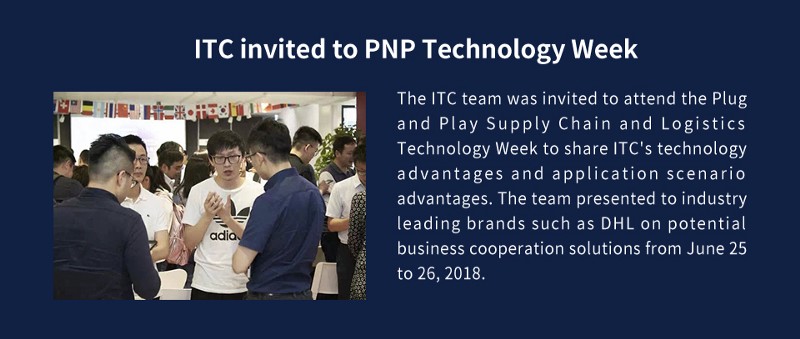 ITC invited to PNP Technology Week
The ITC team was invited to attend the Plug
and Play Supply Chain and Logistics
Technology Week to share ITC's technology
advantages and application scenario
advantages. The team presented to industry
leading brands such as DHL on potential
business cooperation solutions from June 25
to 26, 2018.
adidas